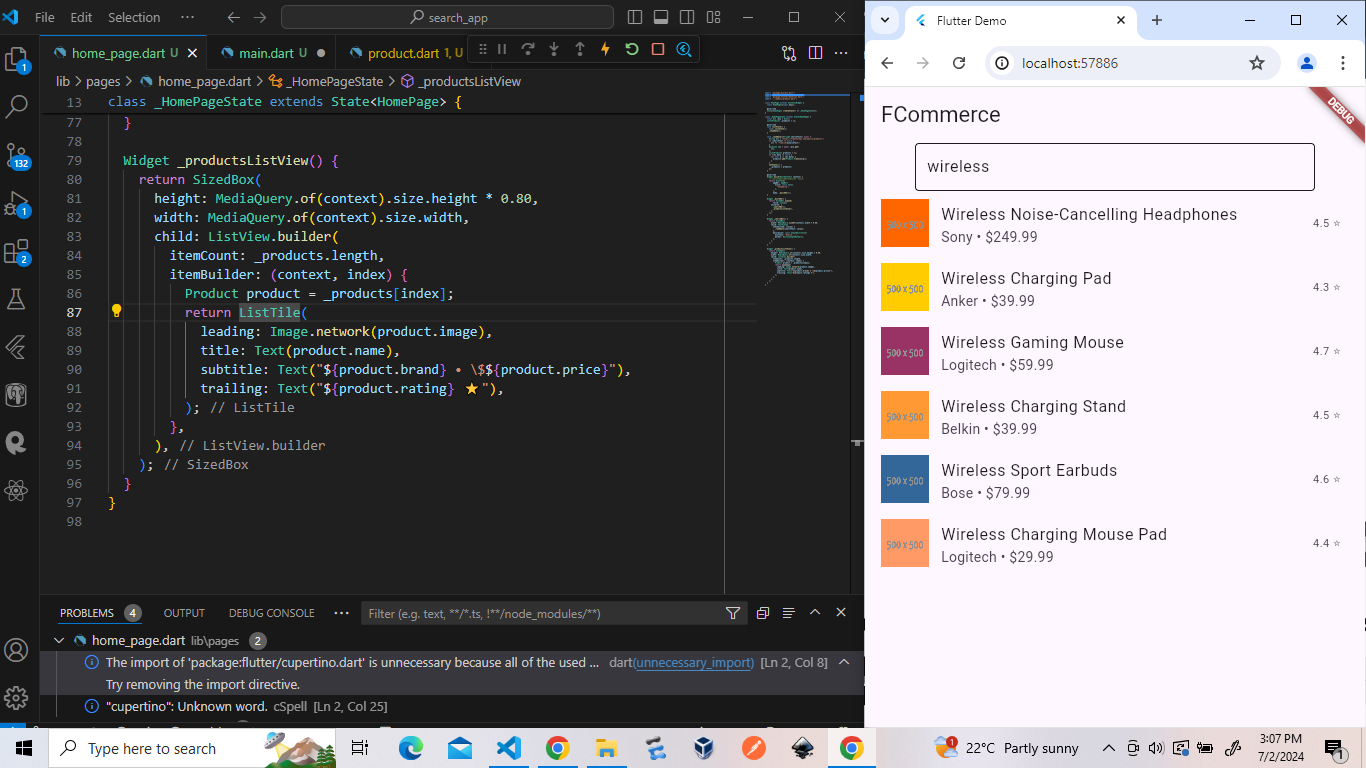 File Edit Selection ··· search_app
home_page.dart U main.dart U product.dart 1, U
lib > pages > home_page.dart > _HomePageState > _productsListView
13 class _HomePageState extends State<HomePage> {
77 }
78
79 Widget _productsListView() {
80 return SizedBox(
81 height: MediaQuery.of(context).size.height * 0.80,
82 width: MediaQuery.of(context).size.width,
83 child: ListView.builder(
84 itemCount: _products.length,
85 itemBuilder: (context, index) {
86 Product product = _products[index];
87 return ListTile(
88 leading: Image.network(product.image),
89 title: Text(product.name),
90 subtitle: Text("${product.brand} • \$${product.price}"),
91 trailing: Text("${product.rating} ⭐"),
92 ); // ListTile
93 },
94 ), // ListView.builder
95 ); // SizedBox
96 }
97 }
98
1
132
1
2
PROBLEMS 4 OUTPUT DEBUG CONSOLE ··· Filter (e.g. text, **/*.ts, !**/node_modules/**)
home_page.dart lib\pages 2
The import of 'package:flutter/cupertino.dart' is unnecessary because all of the used ... dart(unnecessary_import) [Ln 2, Col 8]
Try removing the import directive.
"cupertino": Unknown word. cSpell [Ln 2, Col 25]
Flutter Demo
localhost:57886
DEBUG
FCommerce
wireless
500 x 500 Wireless Noise-Cancelling Headphones 4.5 ☆
Sony • $249.99
500 x 500 Wireless Charging Pad 4.3 ☆
Anker • $39.99
500 x 500 Wireless Gaming Mouse 4.7 ☆
Logitech • $59.99
500 x 500 Wireless Charging Stand 4.5 ☆
Belkin • $39.99
500 x 500 Wireless Sport Earbuds 4.6 ☆
Bose • $79.99
500 x 500 Wireless Charging Mouse Pad 4.4 ☆
Logitech • $29.99
Type here to search
1 22°C Partly sunny
3:07 PM
7/2/2024
1